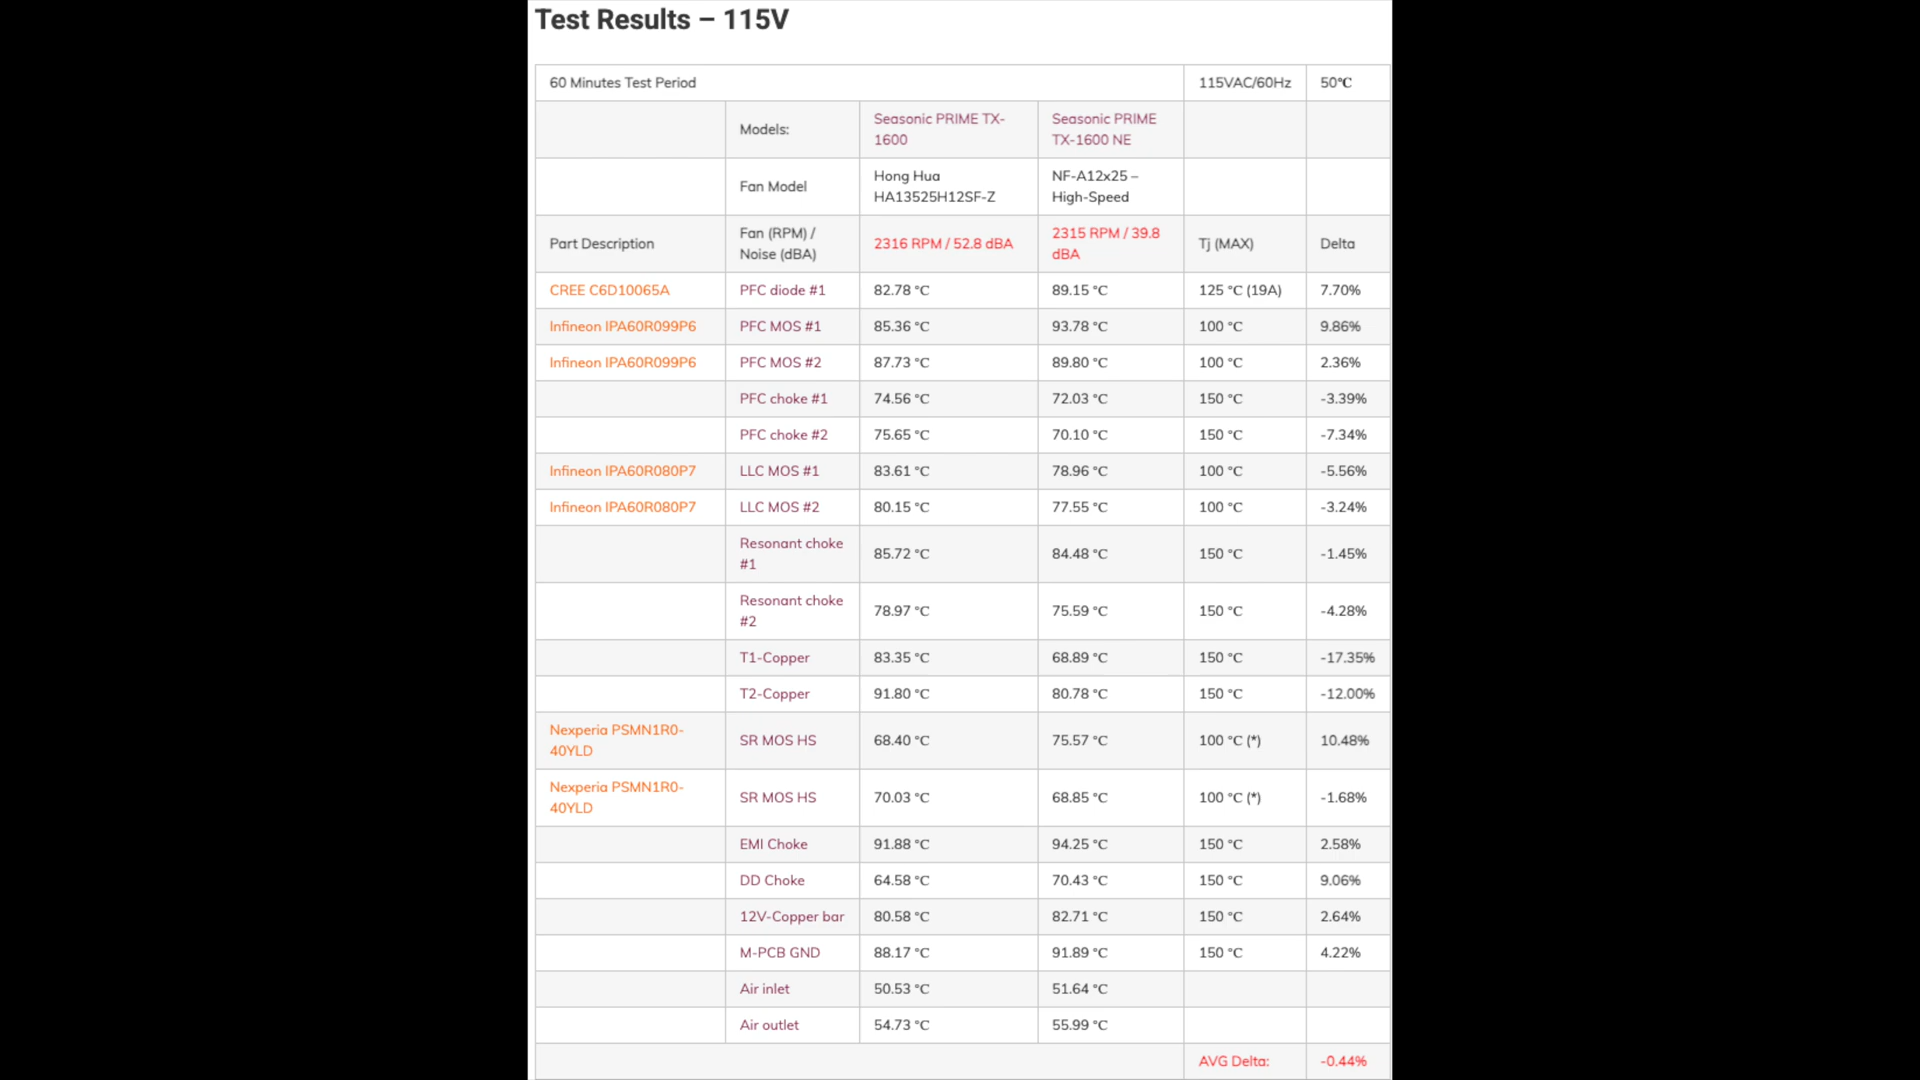 Test Results – 115V
60 Minutes Test Period 115VAC/60Hz 50℃
Models: Seasonic PRIME TX-1600 Seasonic PRIME TX-1600 NE
Fan Model Hong Hua HA13525H12SF-Z NF-A12x25 – High-Speed
Part Description Fan (RPM) / Noise (dBA) 2316 RPM / 52.8 dBA 2315 RPM / 39.8 dBA Tj (MAX) Delta
CREE C6D10065A PFC diode #1 82.78 °C 89.15 °C 125 °C (19A) 7.70%
Infineon IPA60R099P6 PFC MOS #1 85.36 °C 93.78 °C 100 °C 9.86%
Infineon IPA60R099P6 PFC MOS #2 87.73 °C 89.80 °C 100 °C 2.36%
PFC choke #1 74.56 °C 72.03 °C 150 °C -3.39%
PFC choke #2 75.65 °C 70.10 °C 150 °C -7.34%
Infineon IPA60R080P7 LLC MOS #1 83.61 °C 78.96 °C 100 °C -5.56%
Infineon IPA60R080P7 LLC MOS #2 80.15 °C 77.55 °C 100 °C -3.24%
Resonant choke #1 85.72 °C 84.48 °C 150 °C -1.45%
Resonant choke #2 78.97 °C 75.59 °C 150 °C -4.28%
T1-Copper 83.35 °C 68.89 °C 150 °C -17.35%
T2-Copper 91.80 °C 80.78 °C 150 °C -12.00%
Nexperia PSMN1R0-40YLD SR MOS HS 68.40 °C 75.57 °C 100 °C (*) 10.48%
Nexperia PSMN1R0-40YLD SR MOS HS 70.03 °C 68.85 °C 100 °C (*) -1.68%
EMI Choke 91.88 °C 94.25 °C 150 °C 2.58%
DD Choke 64.58 °C 70.43 °C 150 °C 9.06%
12V-Copper bar 80.58 °C 82.71 °C 150 °C 2.64%
M-PCB GND 88.17 °C 91.89 °C 150 °C 4.22%
Air inlet 50.53 °C 51.64 °C
Air outlet 54.73 °C 55.99 °C
AVG Delta: -0.44%